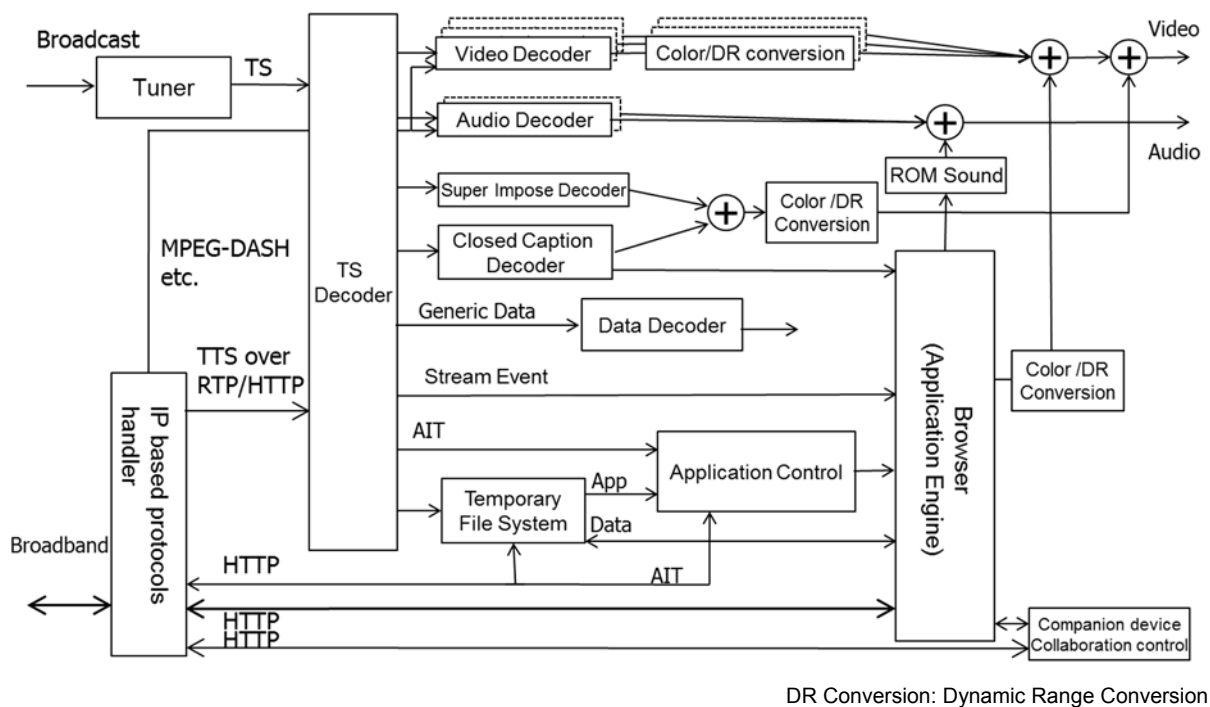 Broadcast
Tuner
TS
TS
Decoder
Video Decoder
Color/DR conversion
Video
Audio Decoder
Audio
ROM Sound
Super Impose Decoder
Color /DR
Conversion
Closed Caption
Decoder
MPEG-DASH
etc.
Generic Data
Data Decoder
TTS over
RTP/HTTP
Stream Event
Color /DR
Conversion
IP based protocols
handler
Browser
(Application Engine)
AIT
Application Control
App
Temporary
File System
Data
Broadband
HTTP
AIT
HTTP
HTTP
Companion device
Collaboration control
DR Conversion: Dynamic Range Conversion